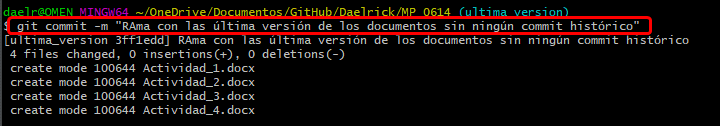 daelr@OMEN MINGW64 ~/OneDrive/Documentos/GitHub/Daelrick/MP_0614 (ultima_version)
$ git commit -m "RAma con las última versión de los documentos sin ningún commit histórico"
[ultima_version 3ff1edd] RAma con las última versión de los documentos sin ningún commit histórico
4 files changed, 0 insertions(+), 0 deletions(-)
create mode 100644 Actividad_1.docx
create mode 100644 Actividad_2.docx
create mode 100644 Actividad_3.docx
create mode 100644 Actividad_4.docx